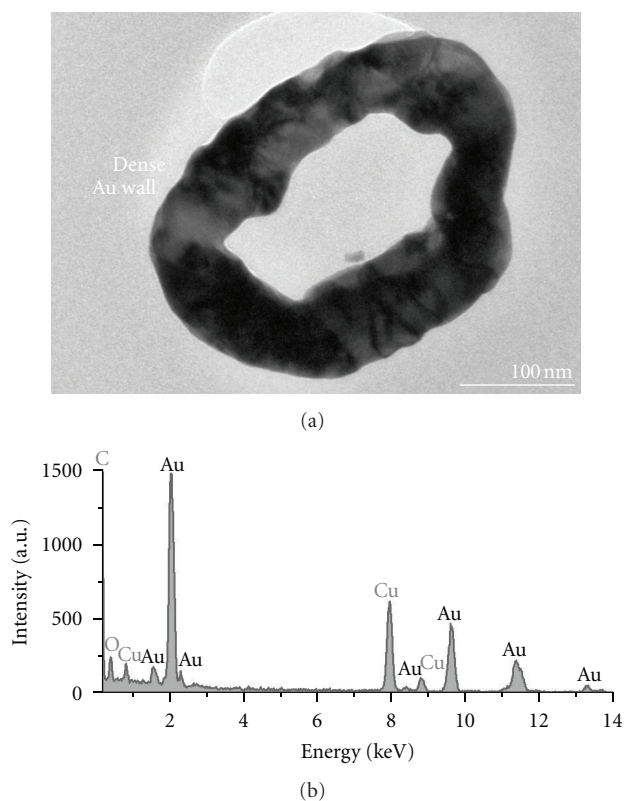 Dense
Au wall
100 nm
(a)
C
Au
1500
1000
500
0
Intensity (a.u.)
O
Cu
Au
Au
Cu
Au
Cu
Au
Au
Au
2
4
6
8
10
12
14
Energy (keV)
(b)